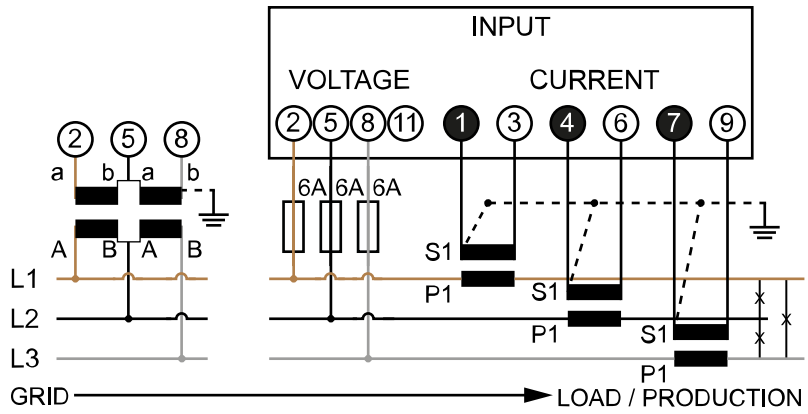 INPUT
VOLTAGE CURRENT
2 5 8 11 1 3 4 6 7 9
2 5 8
a b a b
6A 6A 6A
A B A B
S1
L1
P1
S1
L2
P1
S1
L3
P1
GRID LOAD / PRODUCTION